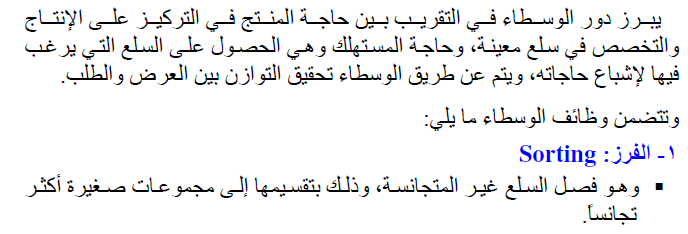 يبرز دور الوسطاء في التقريب بين حاجة المنتج في التركيز على الإنتاج
والتخصص في سلع معينة، وحاجة المستهلك وهي الحصول على السلع التي يرغب
فيها لإشباع حاجاته، ويتم عن طريق الوسطاء تحقيق التوازن بين العرض والطلب.
وتتضمن وظائف الوسطاء ما يلي:
١- الفرز: Sorting
▪ وهو فصل السلع غير المتجانسة، وذلك بتقسيمها إلى مجموعات صغيرة أكثر
تجانساً.